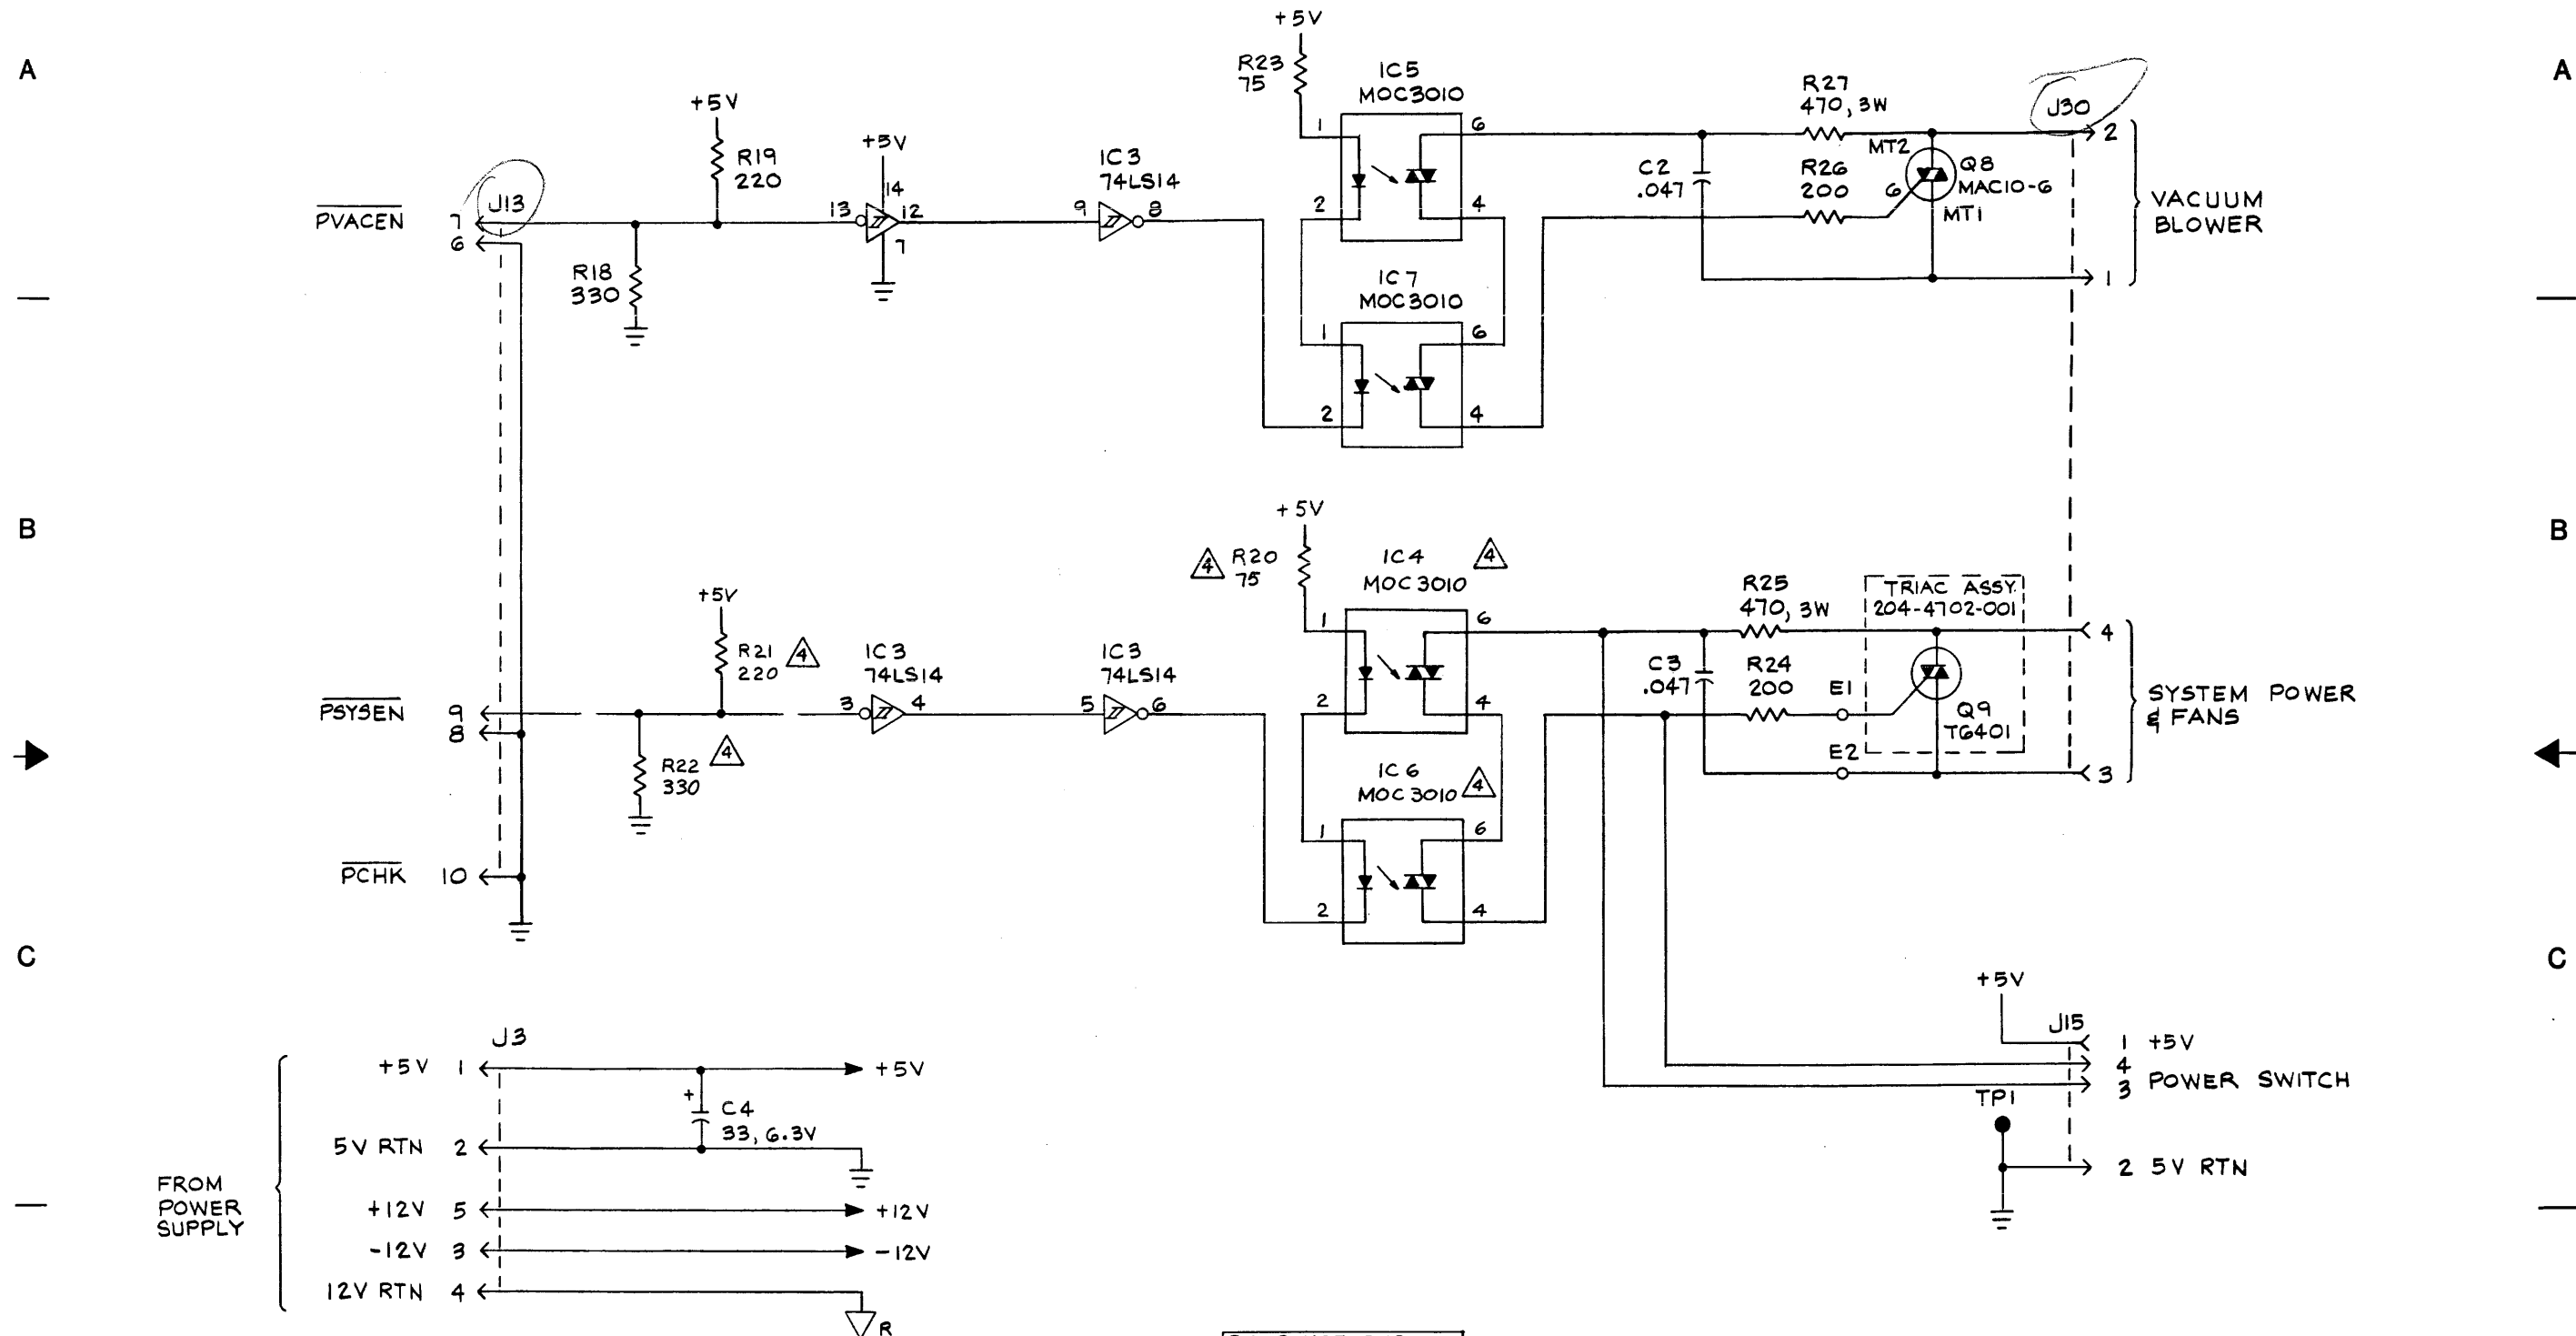 A
A
+5V
R23
75
IC5
MOC3010
1
6
2
4
+5V
R19
220
+5V
14
13
12
7
IC3
74LS14
9
8
J13
PVACEN 7
6
R18
330
IC7
MOC3010
1
6
2
4
R27
470, 3W
C2
.047
R26
200
MT2
G
Q8
MAC10-6
MT1
J30
2
1
VACUUM
BLOWER
B
B
+5V
4 R20
75
IC4
MOC3010
4
1
6
2
4
+5V
R21
220
4
IC3
74LS14
3
4
IC3
74LS14
5
6
PSYSEN 9
8
R22
330
4
IC6
MOC3010
4
1
6
2
4
R25
470, 3W
C3
.047
R24
200
E1
E2
TRIAC ASSY.
204-4702-001
Q9
T6401
4
3
SYSTEM POWER
& FANS
PCHK 10
C
C
+5V
J15
1 +5V
4
3 POWER SWITCH
TP1
2 5V RTN
J3
FROM
POWER
SUPPLY
+5V 1
+5V
+
C4
33, 6.3V
5V RTN 2
+12V 5
+12V
-12V 3
-12V
12V RTN 4
R